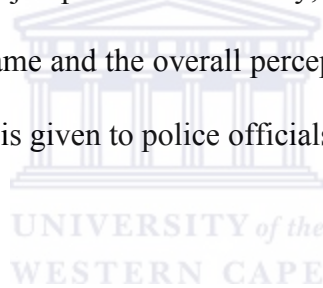 ame and the overall percep
is given to police officials
UNIVERSITY of the
WESTERN CAPE